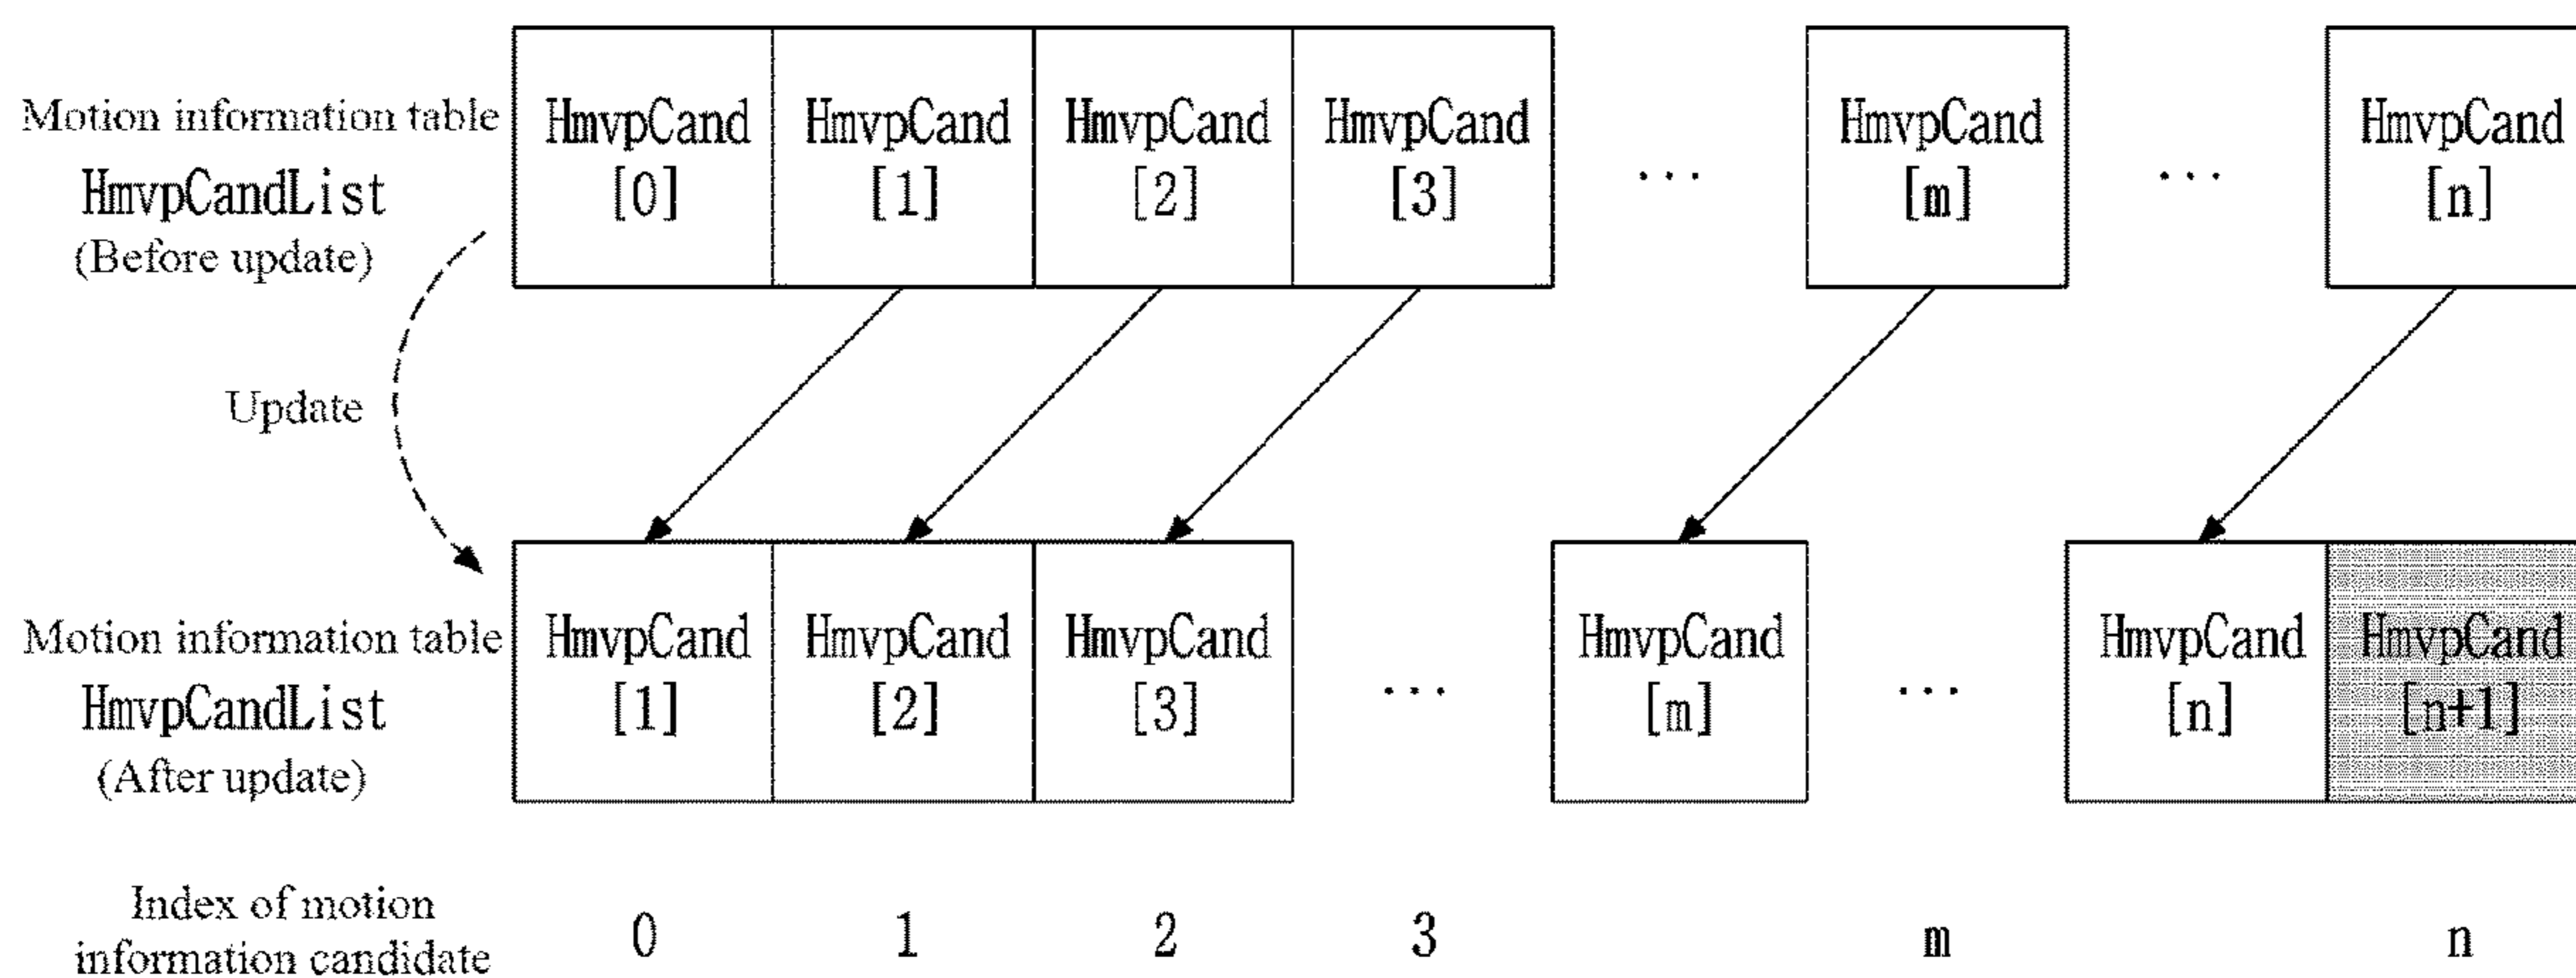 Motion information table
HmvpCandList
(Before update)
HmvpCand
[0]
HmvpCand
[1]
HmvpCand
[2]
HmvpCand
[3]
...
HmvpCand
[m]
...
HmvpCand
[n]
Update
Motion information table
HmvpCandList
(After update)
HmvpCand
[1]
HmvpCand
[2]
HmvpCand
[3]
...
HmvpCand
[m]
...
HmvpCand
[n]
HmvpCand
[n+1]
Index of motion
information candidate
0 1 2 3 m n